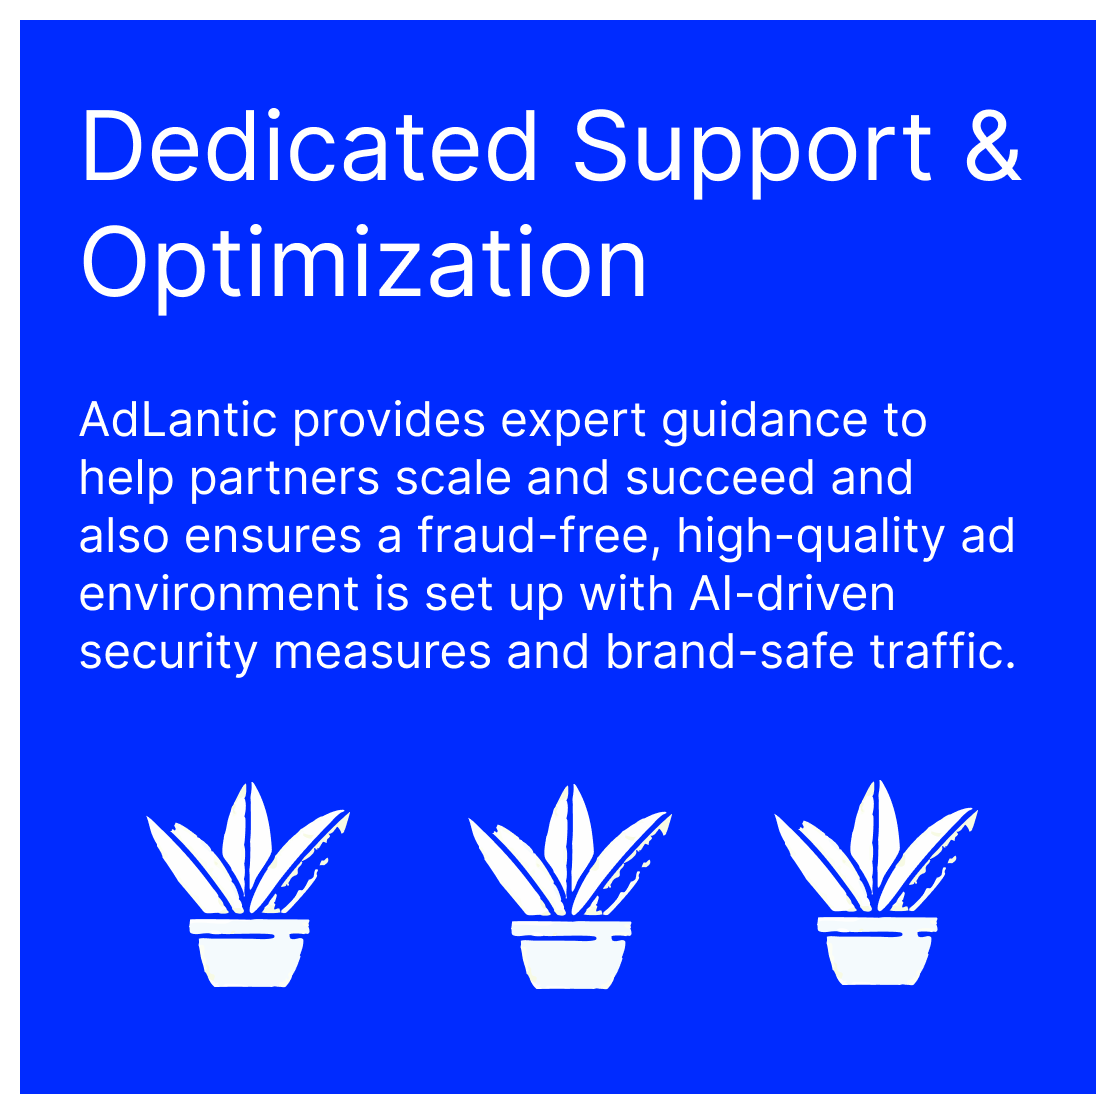 Dedicated Support &
Optimization
AdLantic provides expert guidance to
help partners scale and succeed and
also ensures a fraud-free, high-quality ad
environment is set up with AI-driven
security measures and brand-safe traffic.